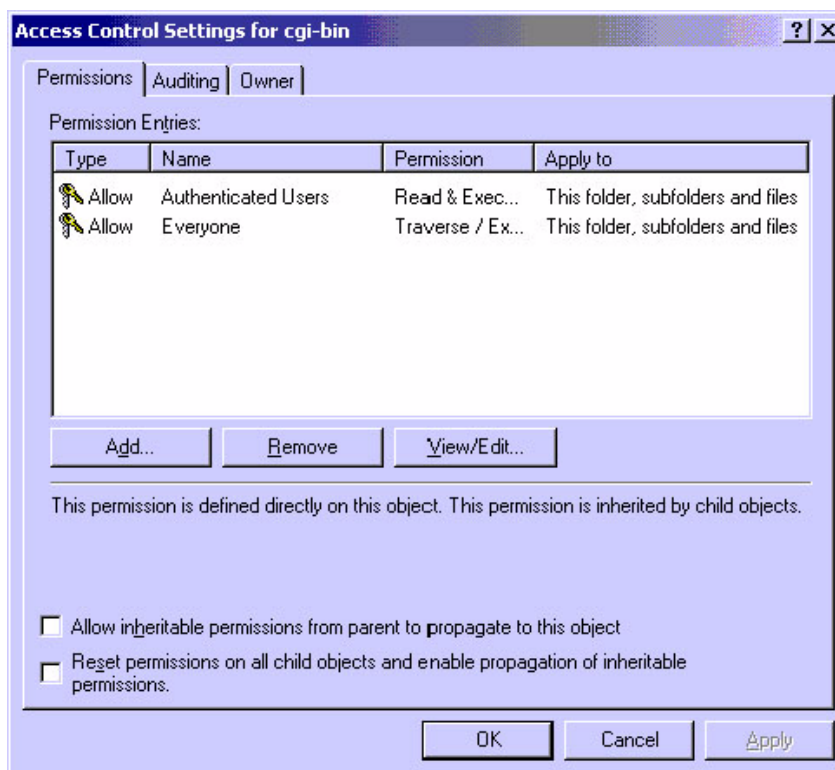 Access Control Settings for cgi-bin
Permissions Auditing Owner
Permission Entries:
Type Name Permission Apply to
Allow Authenticated Users Read & Exec... This folder, subfolders and files
Allow Everyone Traverse / Ex... This folder, subfolders and files
Add... Remove View/Edit...
This permission is defined directly on this object. This permission is inherited by child objects.
Allow inheritable permissions from parent to propagate to this object
Reset permissions on all child objects and enable propagation of inheritable
permissions.
OK Cancel Apply